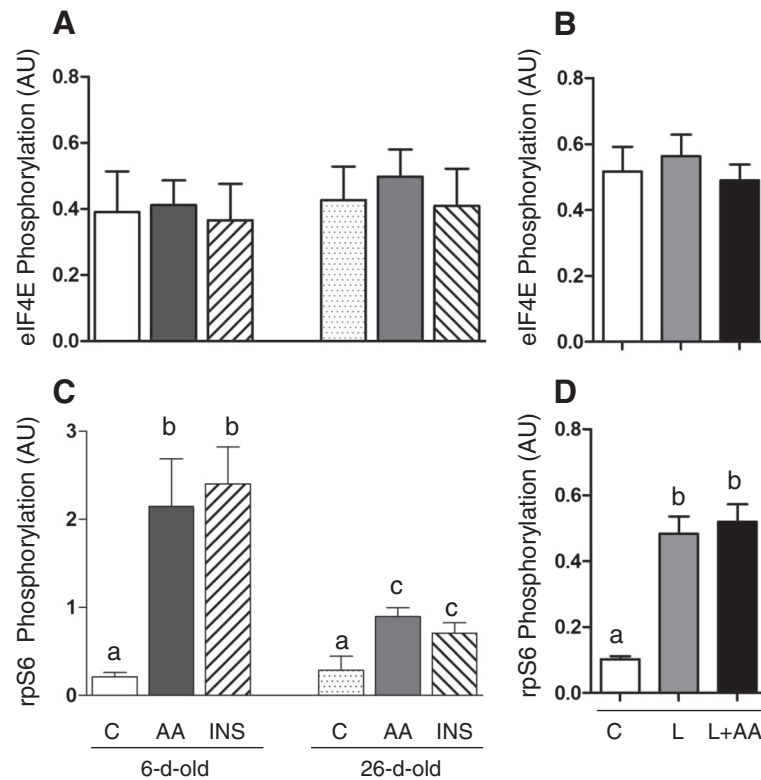 A
eIF4E Phosphorylation (AU)
0.8
0.6
0.4
0.2
0.0
B
eIF4E Phosphorylation (AU)
0.8
0.6
0.4
0.2
0.0
C
rpS6 Phosphorylation (AU)
3
2
1
0
a
b
b
a
c
c
C AA INS C AA INS
6-d-old 26-d-old
D
rpS6 Phosphorylation (AU)
0.8
0.6
0.4
0.2
0.0
a
b
b
C L L+AA